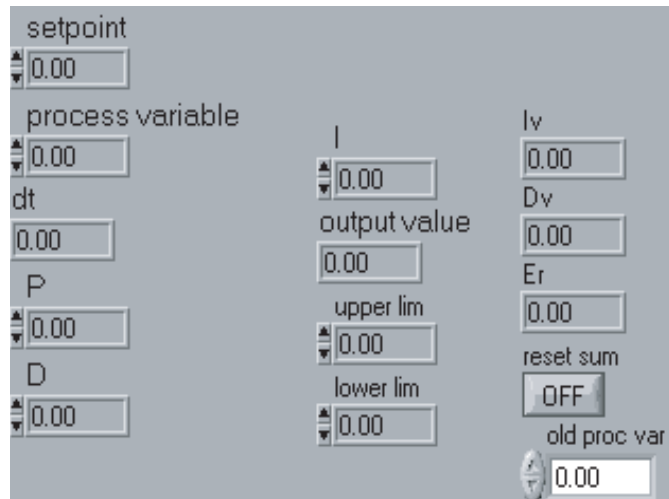 setpoint
0.00
process variable
0.00
dt
0.00
P
0.00
D
0.00
I
0.00
output value
0.00
upper lim
0.00
lower lim
0.00
Iv
0.00
Dv
0.00
Er
0.00
reset sum
OFF
old proc var
0.00